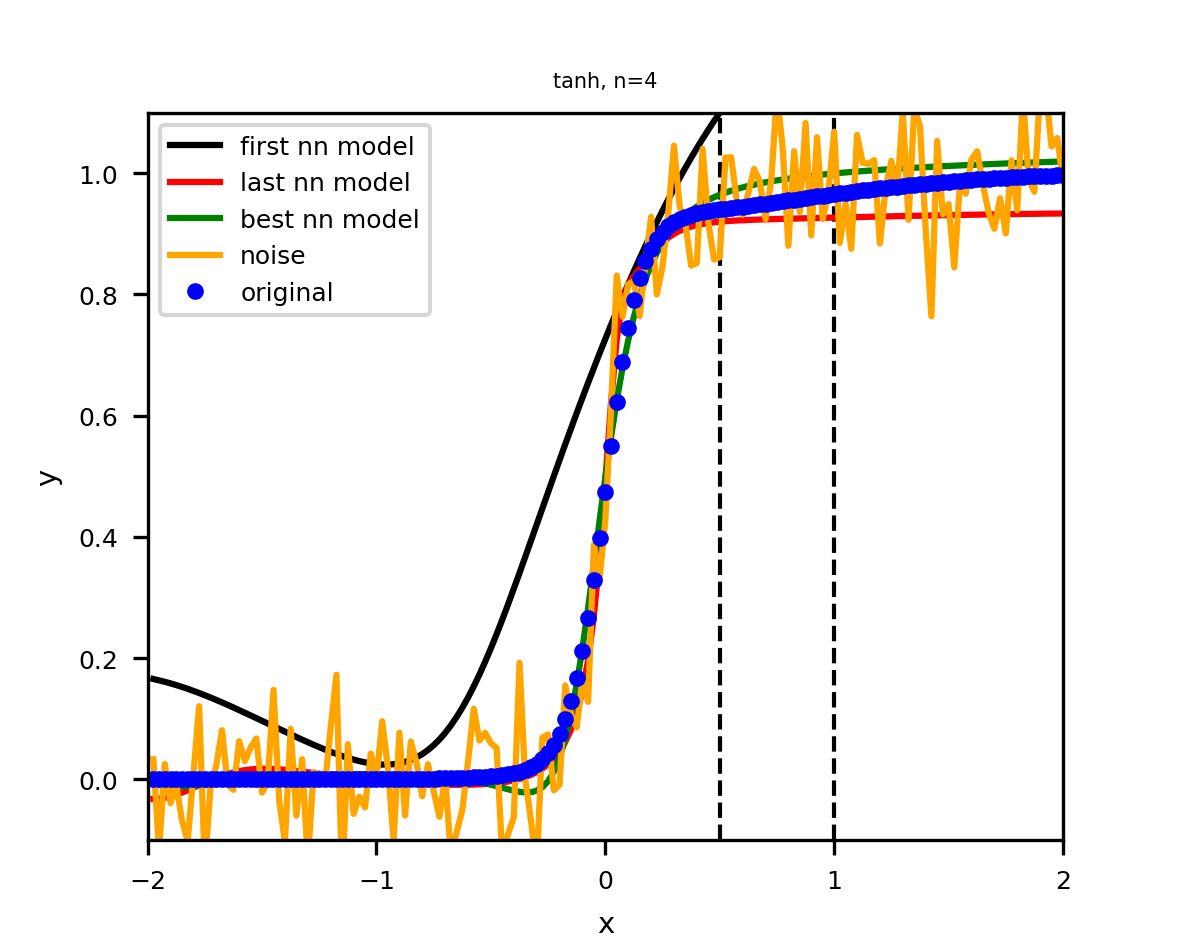 tanh, n=4
first nn model
last nn model
best nn model
noise
original
1.0
0.8
0.6
0.4
0.2
0.0
y
−2 −1 0 1 2
x